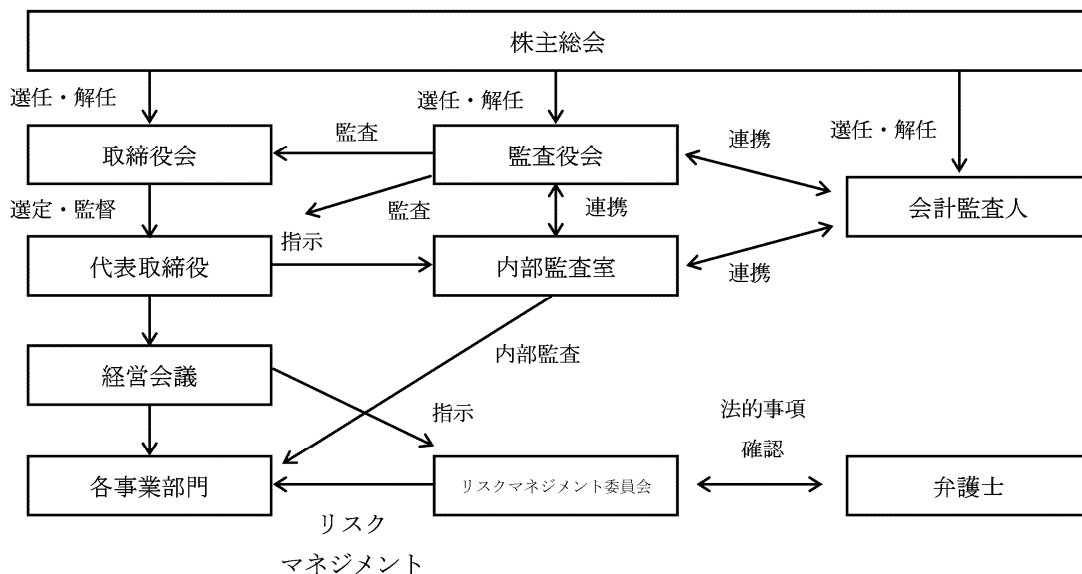 株主総会
選任・解任
選任・解任
選任・解任
取締役会
監査
監査役会
連携
会計監査人
選定・監督
監査
連携
指示
代表取締役
内部監査室
連携
経営会議
内部監査
指示
法的事項
確認
各事業部門
リスクマネジメント委員会
弁護士
リスク
マネジメント